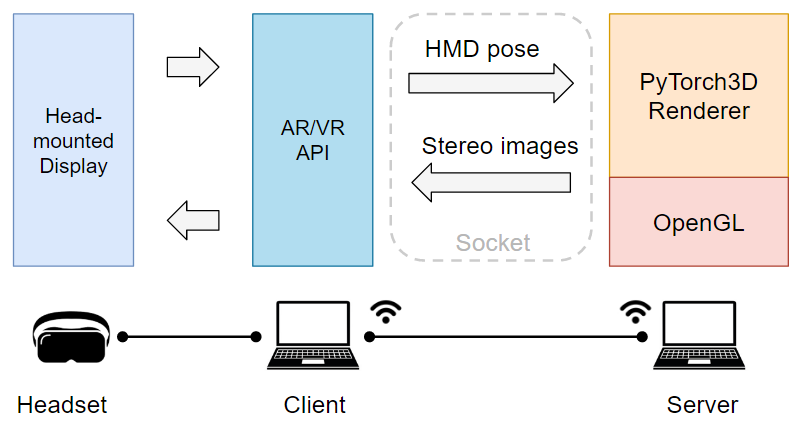 Head-
mounted
Display
AR/VR
API
HMD pose
Stereo images
Socket
PyTorch3D
Renderer
OpenGL
Headset
Client
Server